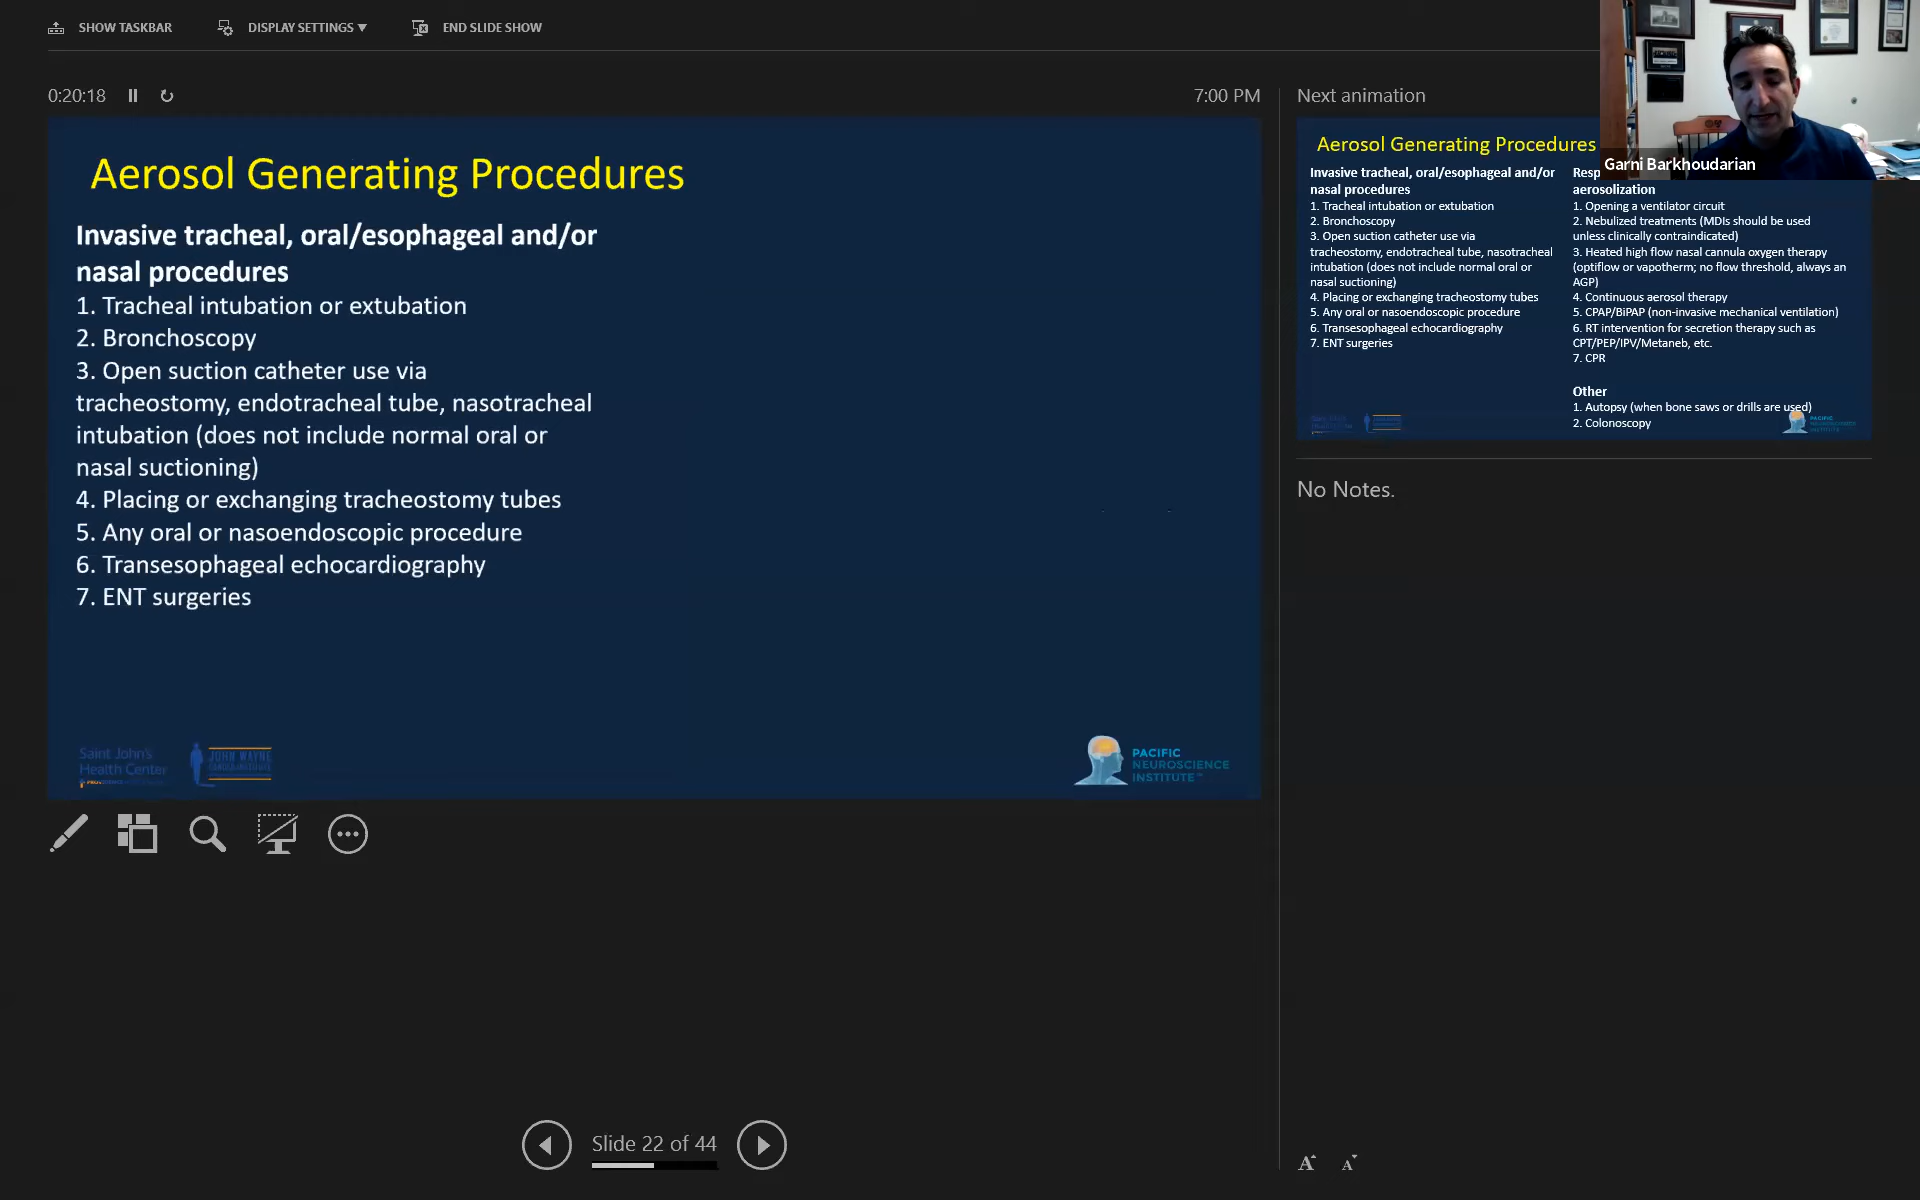 SHOW TASKBAR
DISPLAY SETTINGS ▾
END SLIDE SHOW
0:20:18
7:00 PM
Aerosol Generating Procedures
Invasive tracheal, oral/esophageal and/or
nasal procedures
1. Tracheal intubation or extubation
2. Bronchoscopy
3. Open suction catheter use via
tracheostomy, endotracheal tube, nasotracheal
intubation (does not include normal oral or
nasal suctioning)
4. Placing or exchanging tracheostomy tubes
5. Any oral or nasoendoscopic procedure
6. Transesophageal echocardiography
7. ENT surgeries
Saint John's
Health Center
JOHN WAYNE
PACIFIC
NEUROSCIENCE
INSTITUTE™
Slide 22 of 44
Next animation
Garni Barkhoudarian
Aerosol Generating Procedures
Invasive tracheal, oral/esophageal and/or
nasal procedures
1. Tracheal intubation or extubation
2. Bronchoscopy
3. Open suction catheter use via
tracheostomy, endotracheal tube, nasotracheal
intubation (does not include normal oral or
nasal suctioning)
4. Placing or exchanging tracheostomy tubes
5. Any oral or nasoendoscopic procedure
6. Transesophageal echocardiography
7. ENT surgeries
Resp
aerosolization
1. Opening a ventilator circuit
2. Nebulized treatments (MDIs should be used
unless clinically contraindicated)
3. Heated high flow nasal cannula oxygen therapy
(optiflow or vapotherm; no flow threshold, always an
AGP)
4. Continuous aerosol therapy
5. CPAP/BiPAP (non-invasive mechanical ventilation)
6. RT intervention for secretion therapy such as
CPT/PEP/IPV/Metaneb, etc.
7. CPR
Other
1. Autopsy (when bone saws or drills are used)
2. Colonoscopy
PACIFIC
NEUROSCIENCE
INSTITUTE
No Notes.
A A